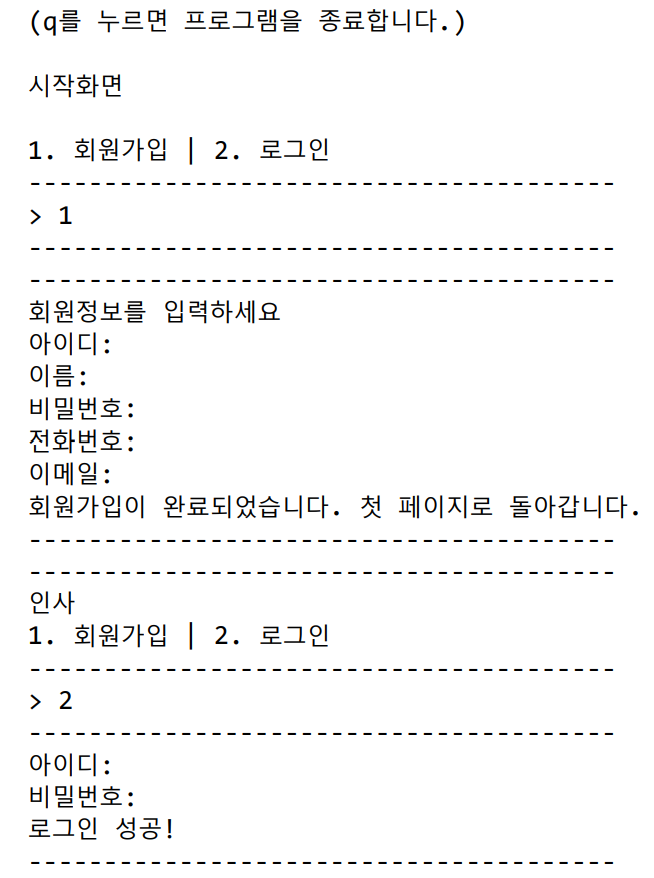 (q를 누르면 프로그램을 종료합니다.)
시작화면
1. 회원가입 | 2. 로그인
---------------------------------------
> 1
---------------------------------------
---------------------------------------
회원정보를 입력하세요
아이디:
이름:
비밀번호:
전화번호:
이메일:
회원가입이 완료되었습니다. 첫 페이지로 돌아갑니다.
---------------------------------------
---------------------------------------
인사
1. 회원가입 | 2. 로그인
---------------------------------------
> 2
---------------------------------------
아이디:
비밀번호:
로그인 성공!
---------------------------------------